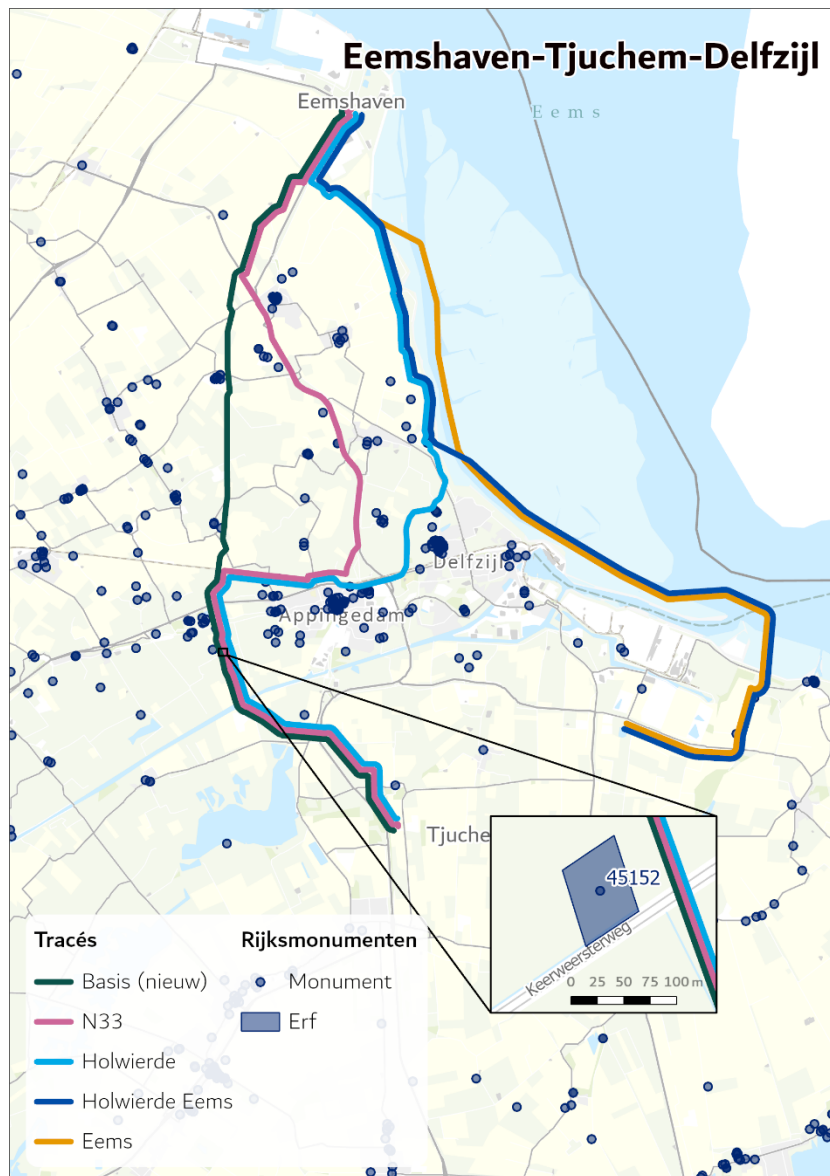 Eemshaven-Tjuchem-Delfzijl
Eemshaven
Eems
Delfzijl
Appingedam
Tjuche
45152
Keerweersterweg
0 25 50 75 100 m
Tracés
Basis (nieuw)
N33
Holwierde
Holwierde Eems
Eems
Rijksmonumenten
Monument
Erf